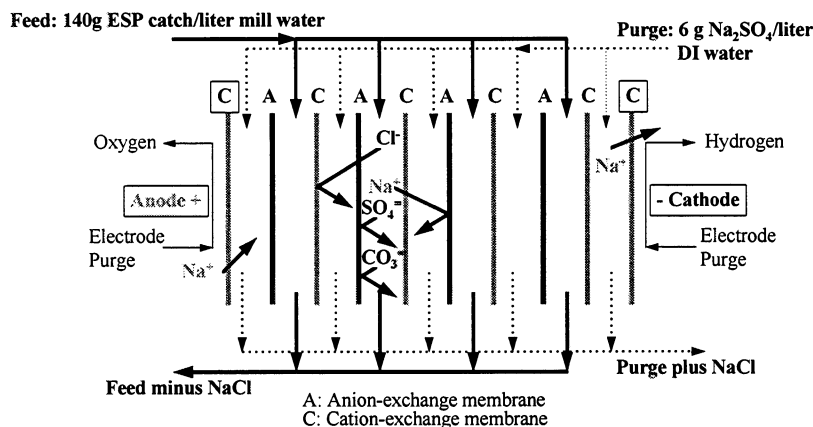 Feed: 140g ESP catch/liter mill water
Purge: 6 g Na₂SO₄/liter
DI water
C A C A C A C A C C
Oxygen
Cl⁻
Hydrogen
Na⁺
Na⁺
Anode +
SO₄⁼
- Cathode
Electrode
Purge
CO₃⁼
Electrode
Purge
Na⁺
Feed minus NaCl
Purge plus NaCl
A: Anion-exchange membrane
C: Cation-exchange membrane